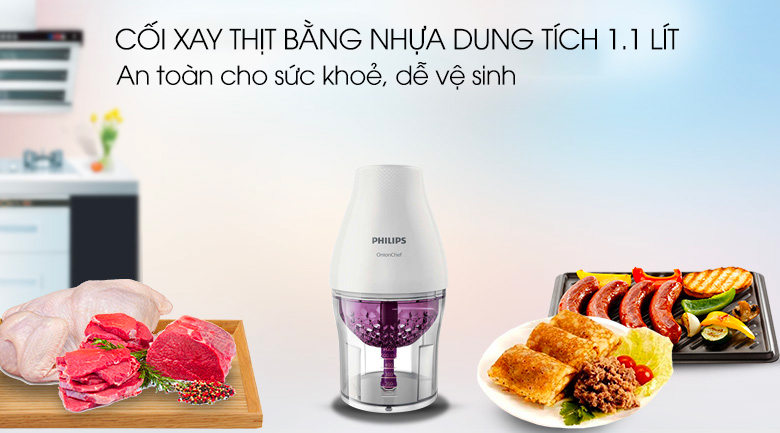 CỐI XAY THỊT BẰNG NHỰA DUNG TÍCH 1.1 LÍT
An toàn cho sức khoẻ, dễ vệ sinh
PHILIPS
OnionChef